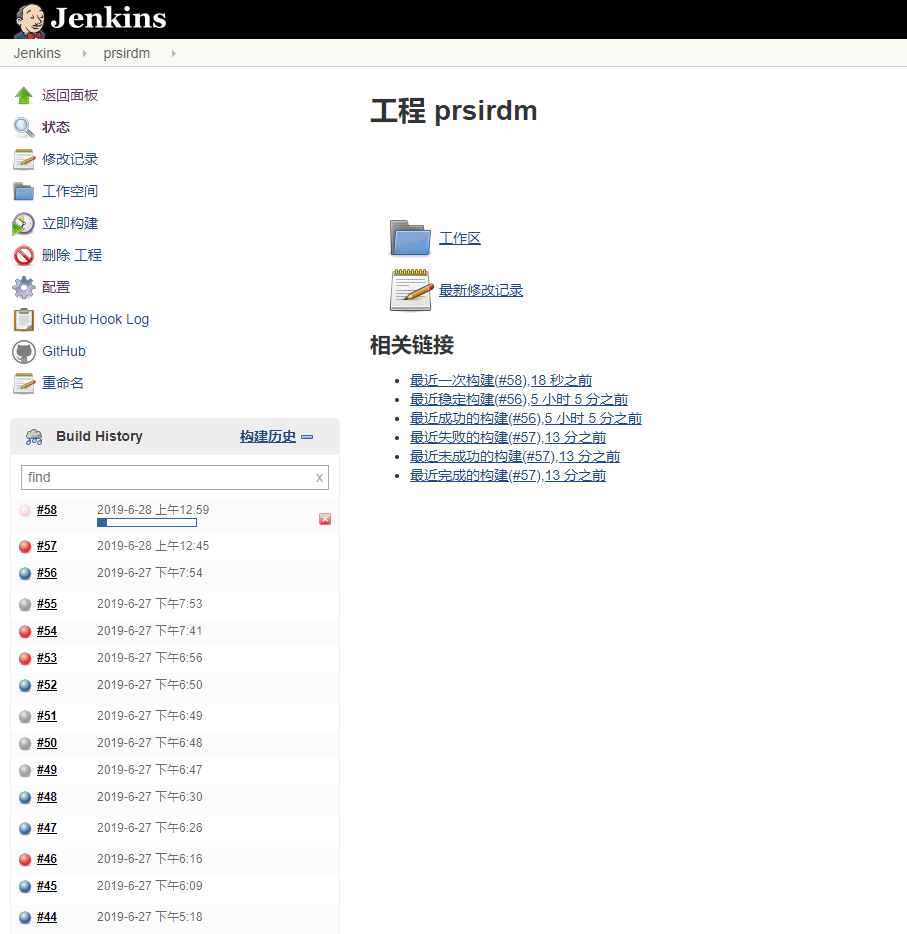 Jenkins
Jenkins prsirdm
返回面板
状态
修改记录
工作空间
立即构建
删除 工程
配置
GitHub Hook Log
GitHub
重命名
Build History 构建历史
find x
#58 2019-6-28 上午12:59
#57 2019-6-28 上午12:45
#56 2019-6-27 下午7:54
#55 2019-6-27 下午7:53
#54 2019-6-27 下午7:41
#53 2019-6-27 下午6:56
#52 2019-6-27 下午6:50
#51 2019-6-27 下午6:49
#50 2019-6-27 下午6:48
#49 2019-6-27 下午6:47
#48 2019-6-27 下午6:30
#47 2019-6-27 下午6:26
#46 2019-6-27 下午6:16
#45 2019-6-27 下午6:09
#44 2019-6-27 下午5:18
工程 prsirdm
工作区
最新修改记录
相关链接
最近一次构建(#58),18 秒之前
最近稳定构建(#56),5 小时 5 分之前
最近成功的构建(#56),5 小时 5 分之前
最近失败的构建(#57),13 分之前
最近未成功的构建(#57),13 分之前
最近完成的构建(#57),13 分之前